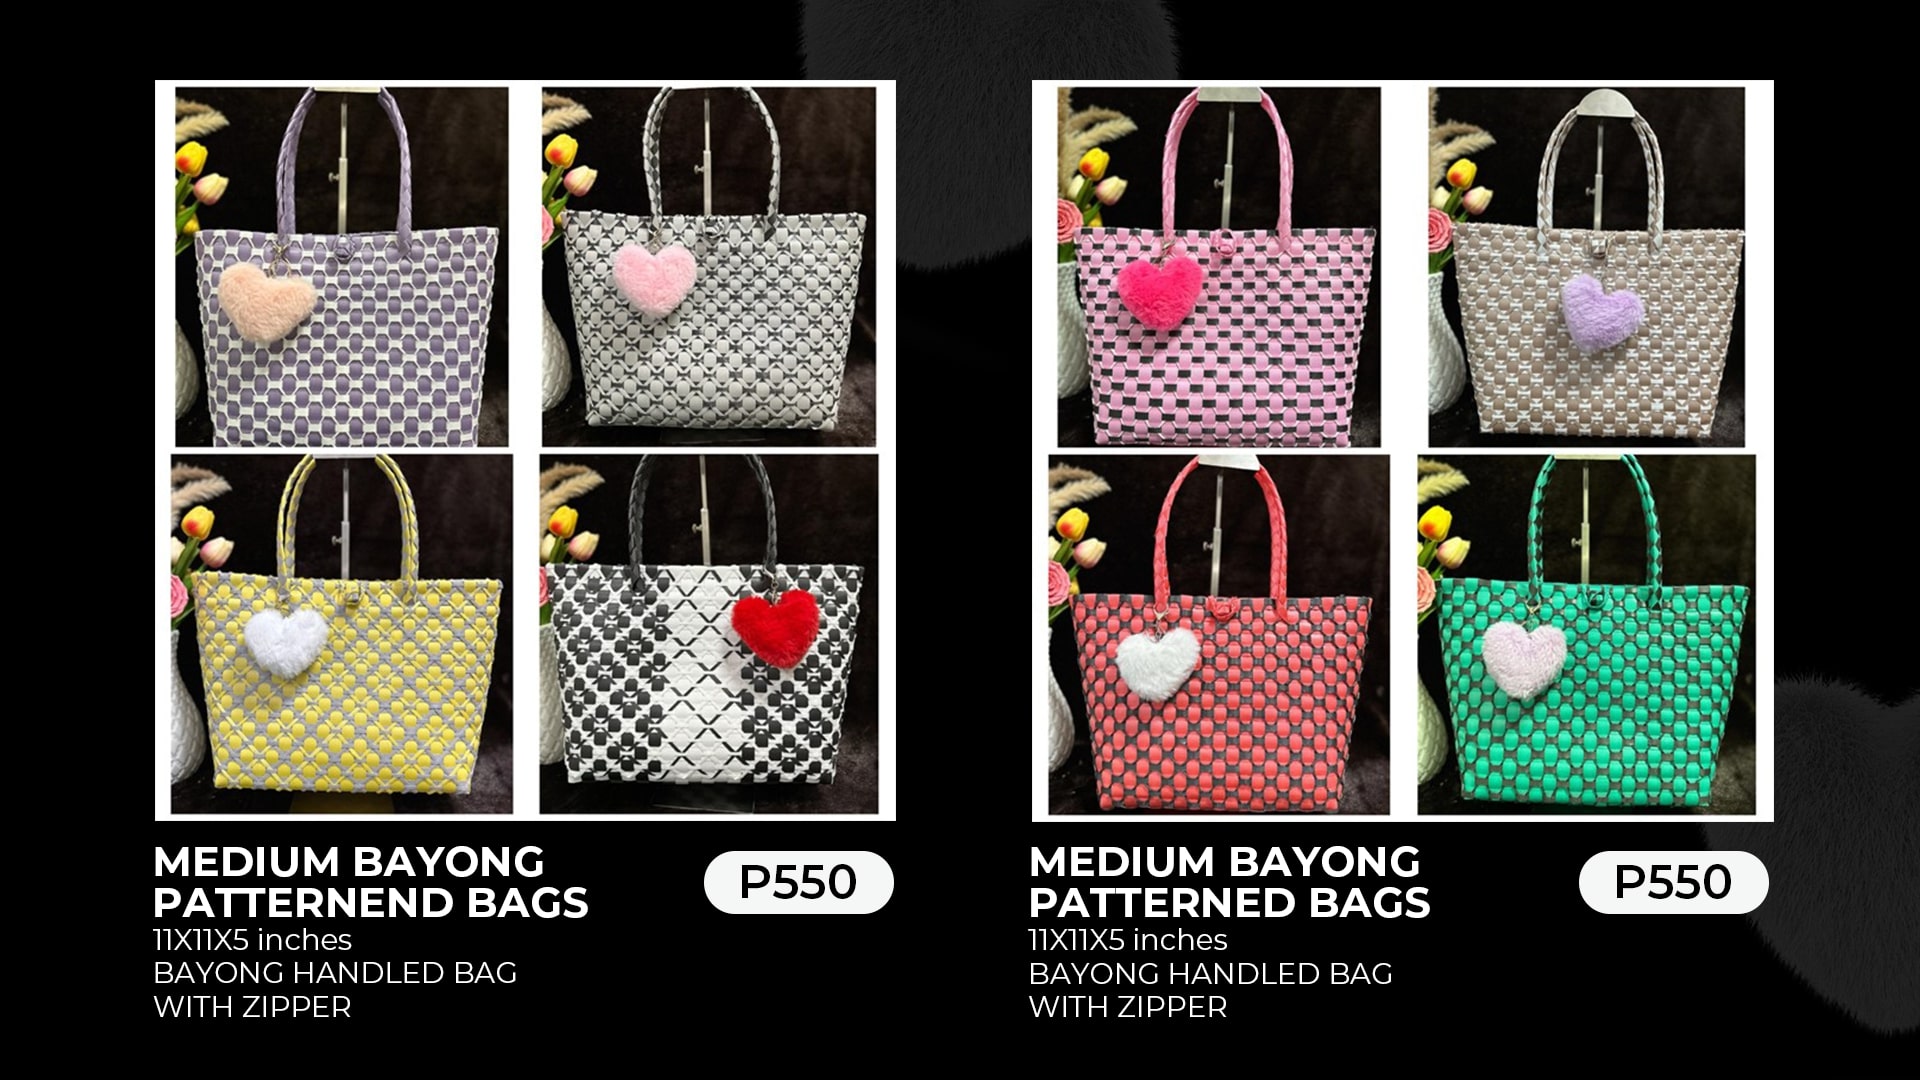 MEDIUM BAYONG
PATTERNEND BAGS
P550
11X11X5 inches
BAYONG HANDLED BAG
WITH ZIPPER
MEDIUM BAYONG
PATTERNED BAGS
P550
11X11X5 inches
BAYONG HANDLED BAG
WITH ZIPPER